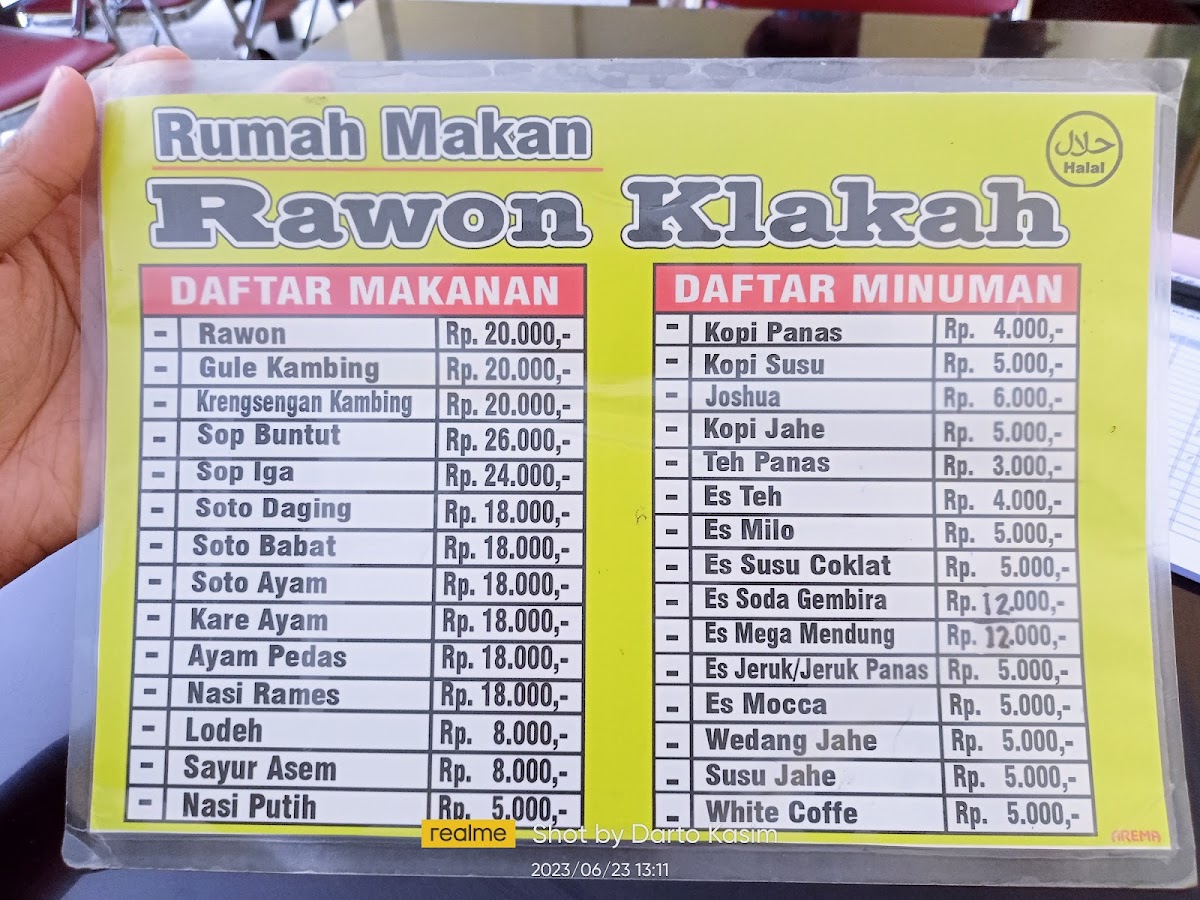 Rumah Makan
حلال
Halal
Rawon Klakah
DAFTAR MAKANAN
- Rawon Rp. 20.000,-
- Gule Kambing Rp. 20.000,-
- Krengsengan Kambing Rp. 20.000,-
- Sop Buntut Rp. 26.000,-
- Sop Iga Rp. 24.000,-
- Soto Daging Rp. 18.000,-
- Soto Babat Rp. 18.000,-
- Soto Ayam Rp. 18.000,-
- Kare Ayam Rp. 18.000,-
- Ayam Pedas Rp. 18.000,-
- Nasi Rames Rp. 18.000,-
- Lodeh Rp. 8.000,-
- Sayur Asem Rp. 8.000,-
- Nasi Putih Rp. 5.000,-
DAFTAR MINUMAN
- Kopi Panas Rp. 4.000,-
- Kopi Susu Rp. 5.000,-
- Joshua Rp. 6.000,-
- Kopi Jahe Rp. 5.000,-
- Teh Panas Rp. 3.000,-
- Es Teh Rp. 4.000,-
- Es Milo Rp. 5.000,-
- Es Susu Coklat Rp. 5.000,-
- Es Soda Gembira Rp. 12.000,-
- Es Mega Mendung Rp. 12.000,-
- Es Jeruk/Jeruk Panas Rp. 5.000,-
- Es Mocca Rp. 5.000,-
- Wedang Jahe Rp. 5.000,-
- Susu Jahe Rp. 5.000,-
- White Coffe Rp. 5.000,-
AREMA
realme Shot by Darto Kasim
2023/06/23 13:11